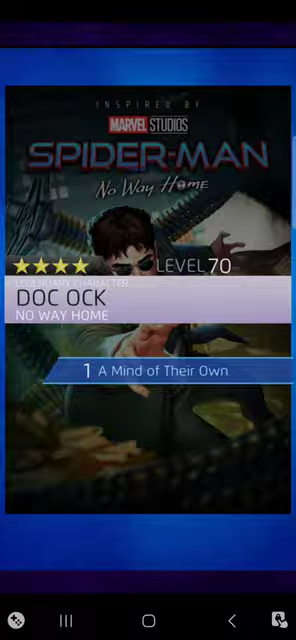 INSPIRED BY
MARVEL STUDIOS
SPIDER-MAN
No Way Home
LEVEL 70
LEGENDARY CHARACTER
DOC OCK
NO WAY HOME
1 A Mind of Their Own